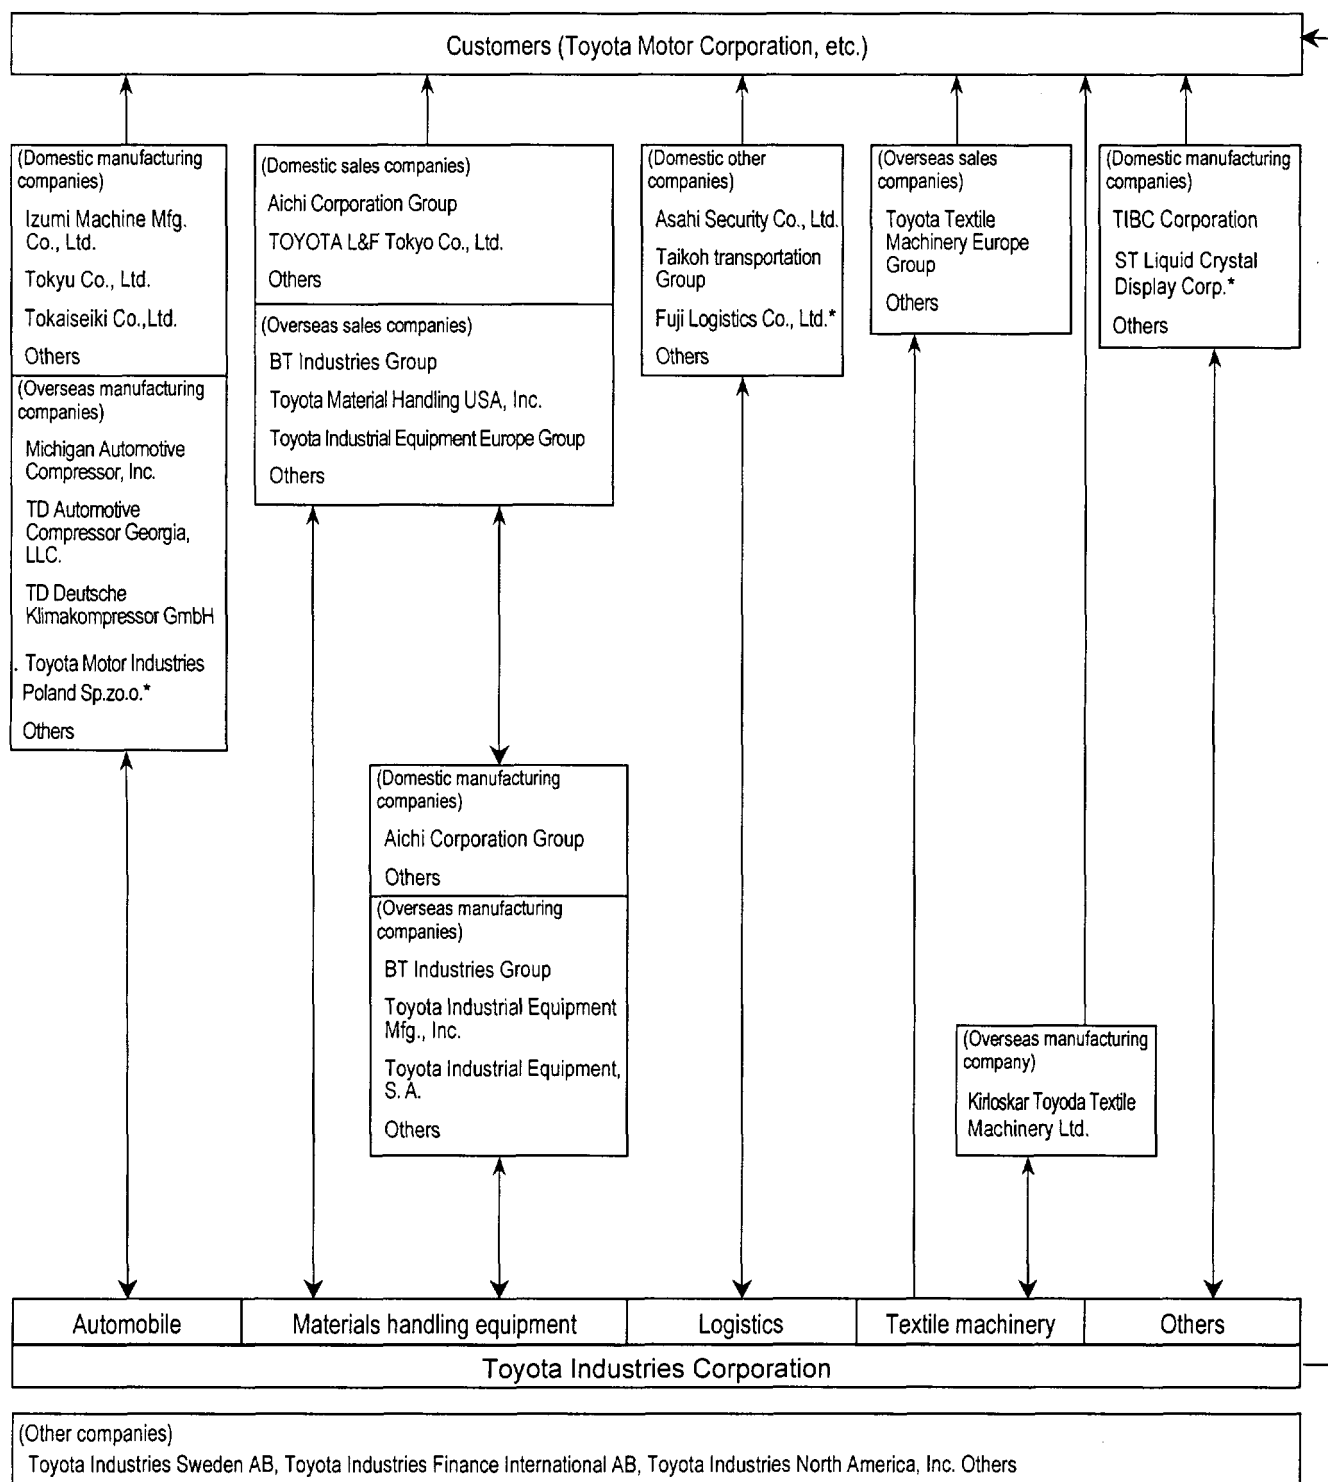 Customers (Toyota Motor Corporation, etc.)
(Domestic manufacturing
companies)
Izumi Machine Mfg.
Co., Ltd.
Tokyu Co., Ltd.
Tokaiseiki Co.,Ltd.
Others
(Overseas manufacturing
companies)
Michigan Automotive
Compressor, Inc.
TD Automotive
Compressor Georgia,
LLC.
TD Deutsche
Klimakompressor GmbH
. Toyota Motor Industries
Poland Sp.zo.o.*
Others
(Domestic sales companies)
Aichi Corporation Group
TOYOTA L&F Tokyo Co., Ltd.
Others
(Overseas sales companies)
BT Industries Group
Toyota Material Handling USA, Inc.
Toyota Industrial Equipment Europe Group
Others
(Domestic manufacturing
companies)
Aichi Corporation Group
Others
(Overseas manufacturing
companies)
BT Industries Group
Toyota Industrial Equipment
Mfg., Inc.
Toyota Industrial Equipment,
S. A.
Others
(Domestic other
companies)
Asahi Security Co., Ltd.
Taikoh transportation
Group
Fuji Logistics Co., Ltd.*
Others
(Overseas sales
companies)
Toyota Textile
Machinery Europe
Group
Others
(Overseas manufacturing
company)
Kirloskar Toyoda Textile
Machinery Ltd.
(Domestic manufacturing
companies)
TIBC Corporation
ST Liquid Crystal
Display Corp.*
Others
Automobile
Materials handling equipment
Logistics
Textile machinery
Others
Toyota Industries Corporation
(Other companies)
Toyota Industries Sweden AB, Toyota Industries Finance International AB, Toyota Industries North America, Inc. Others